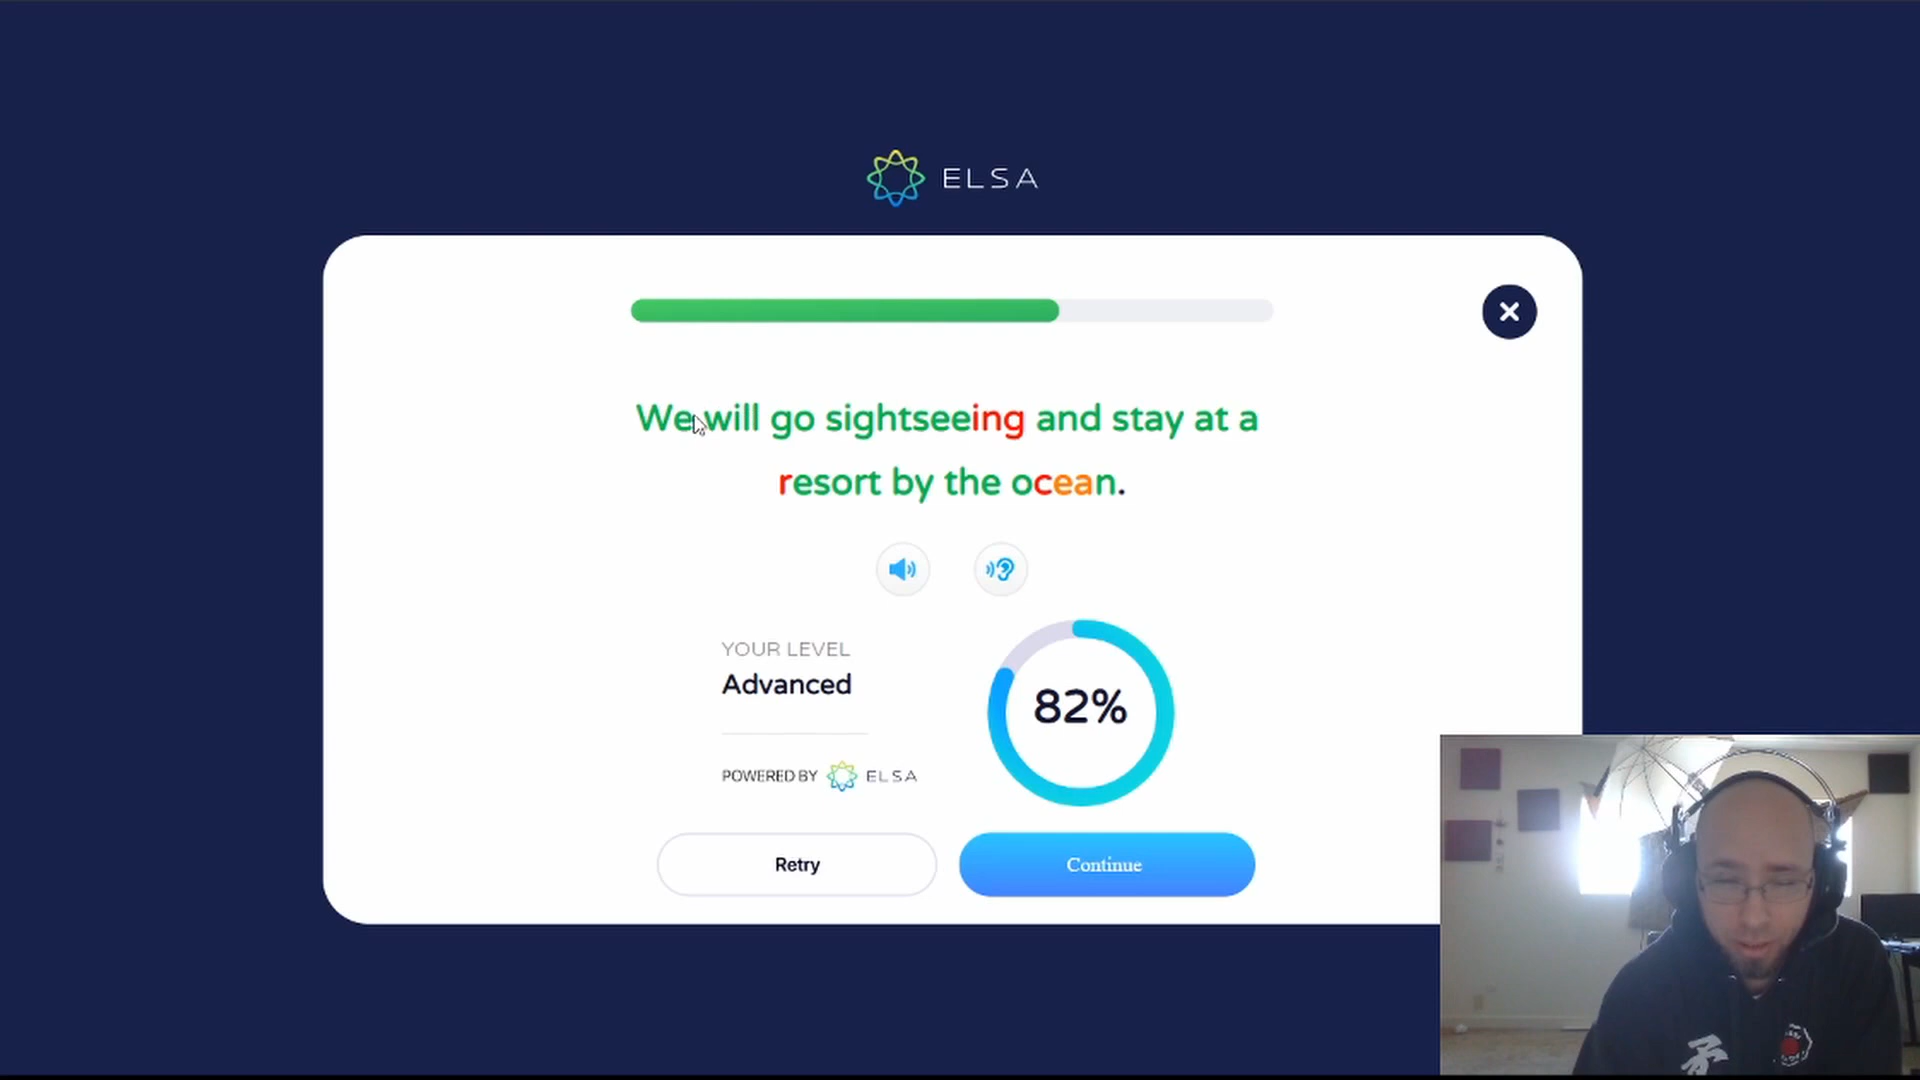 ELSA
We will go sightseeing and stay at a
resort by the ocean.
YOUR LEVEL
Advanced
82%
POWERED BY ELSA
Retry
Continue